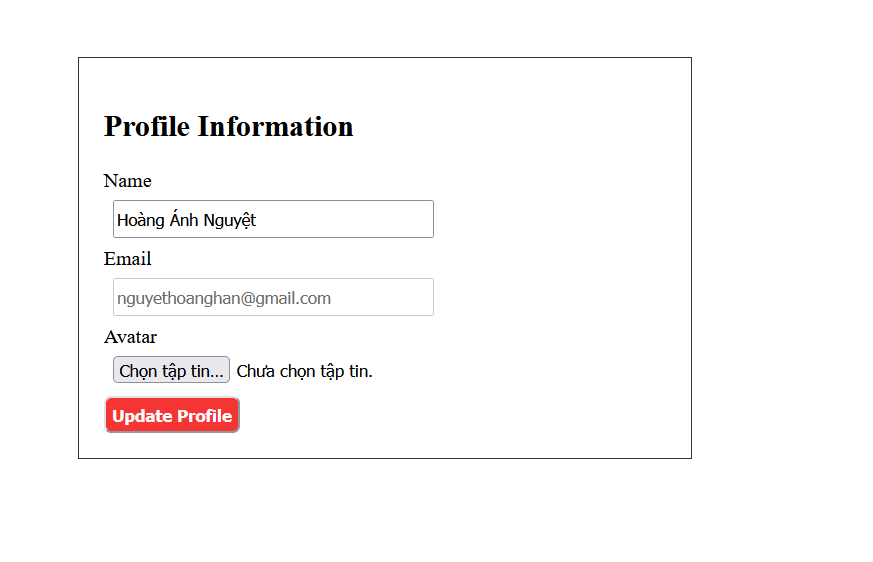 Profile Information
Name
Hoàng Ánh Nguyệt
Email
nguyethoanghan@gmail.com
Avatar
Chọn tập tin... Chưa chọn tập tin.
Update Profile